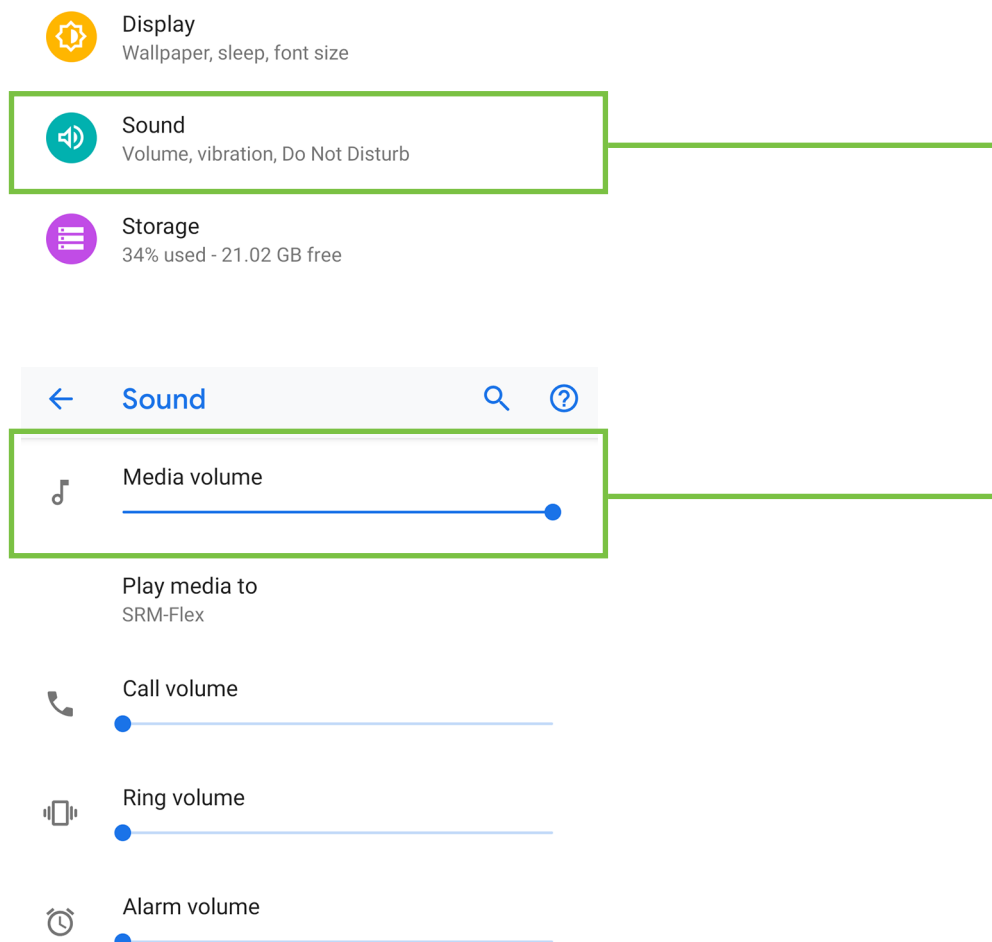 Display
Wallpaper, sleep, font size
Sound
Volume, vibration, Do Not Disturb
Storage
34% used - 21.02 GB free
Sound
Media volume
Play media to
SRM-Flex
Call volume
Ring volume
Alarm volume